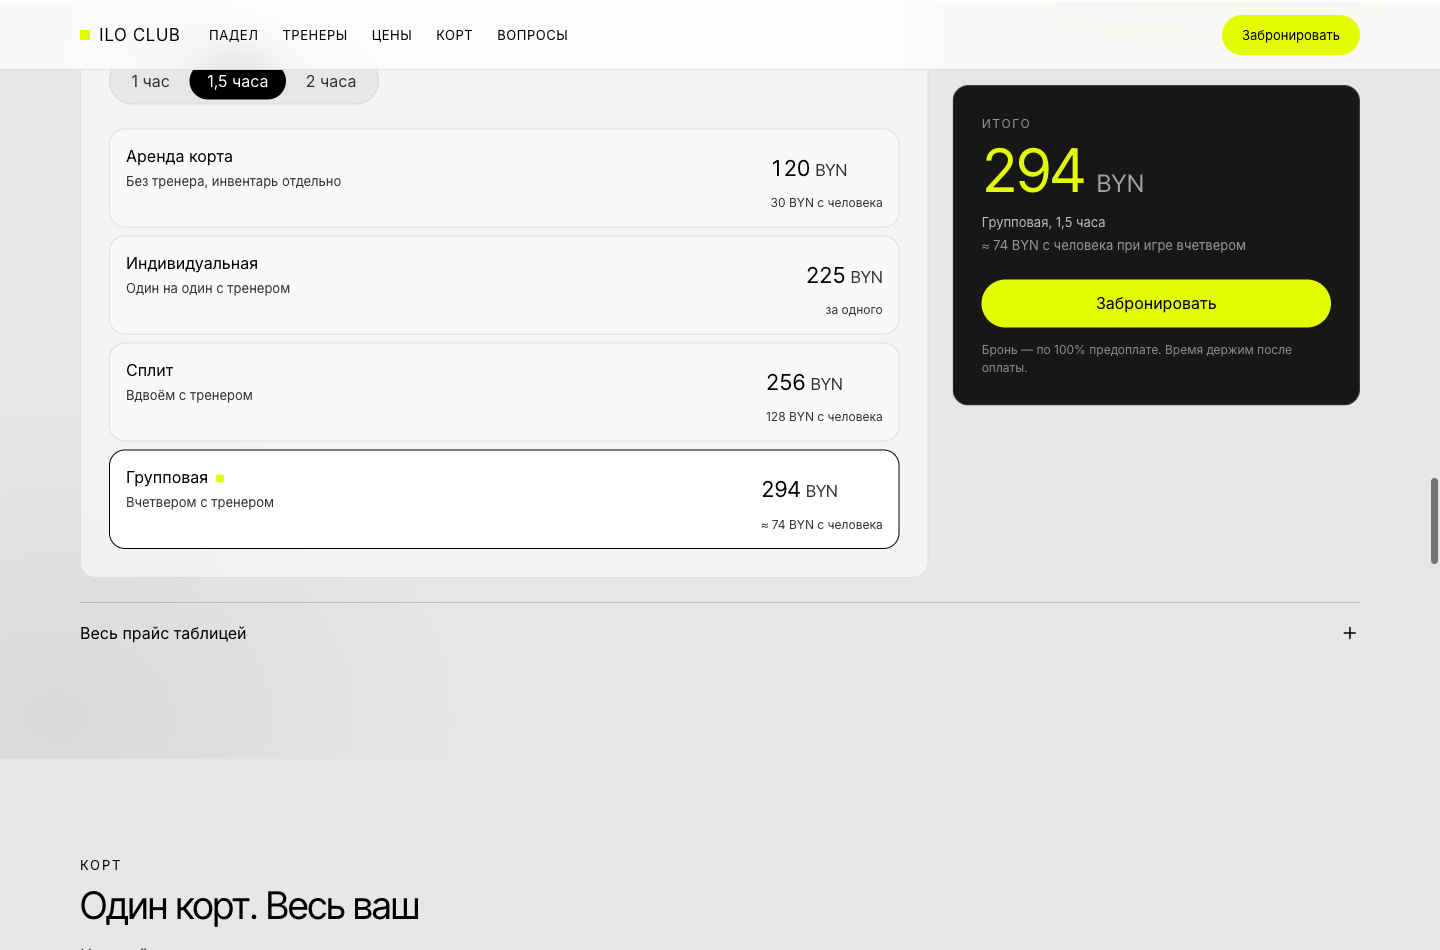 ILO CLUB ПАДЕЛ ТРЕНЕРЫ ЦЕНЫ КОРТ ВОПРОСЫ Забронировать
1 час 1,5 часа 2 часа
Аренда корта
Без тренера, инвентарь отдельно
120 BYN
30 BYN с человека
Индивидуальная
Один на один с тренером
225 BYN
за одного
Сплит
Вдвоём с тренером
256 BYN
128 BYN с человека
Групповая
Вчетвером с тренером
294 BYN
≈ 74 BYN с человека
ИТОГО
294 BYN
Групповая, 1,5 часа
≈ 74 BYN с человека при игре вчетвером
Забронировать
Бронь — по 100% предоплате. Время держим после
оплаты.
Весь прайс таблицей
КОРТ
Один корт. Весь ваш